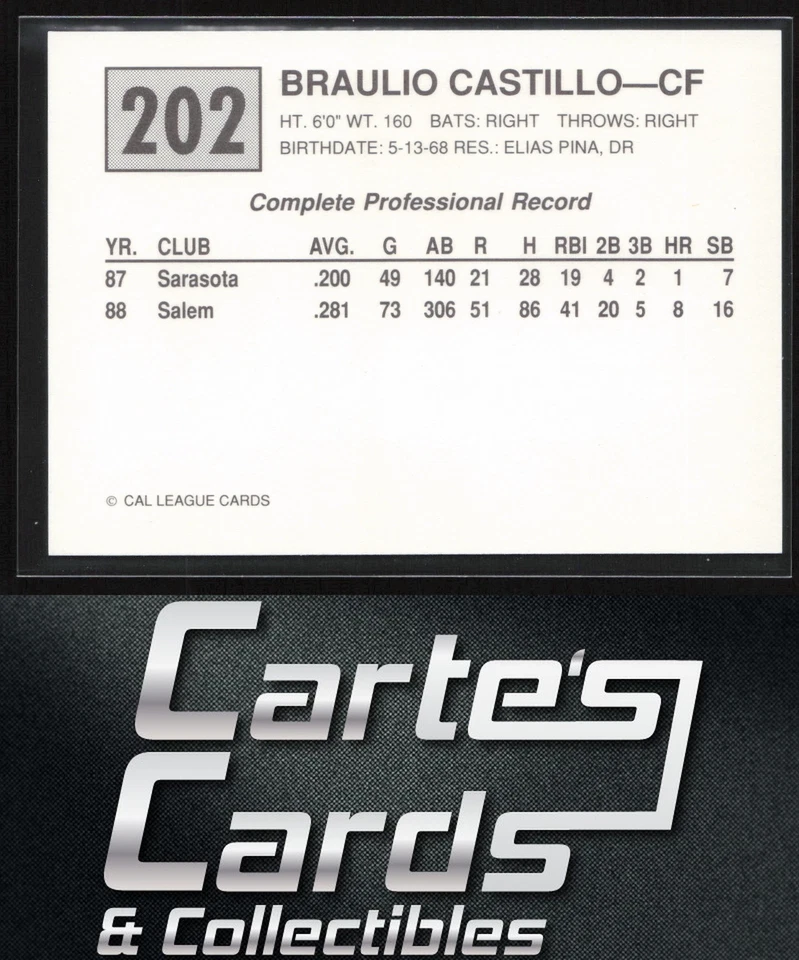 202
BRAULIO CASTILLO—CF
HT. 6'0" WT. 160 BATS: RIGHT THROWS: RIGHT
BIRTHDATE: 5-13-68 RES.: ELIAS PINA, DR
Complete Professional Record
YR. CLUB AVG. G AB R H RBI 2B 3B HR SB
87 Sarasota .200 49 140 21 28 19 4 2 1 7
88 Salem .281 73 306 51 86 41 20 5 8 16
© CAL LEAGUE CARDS
Carte's
Cards
& Collectibles